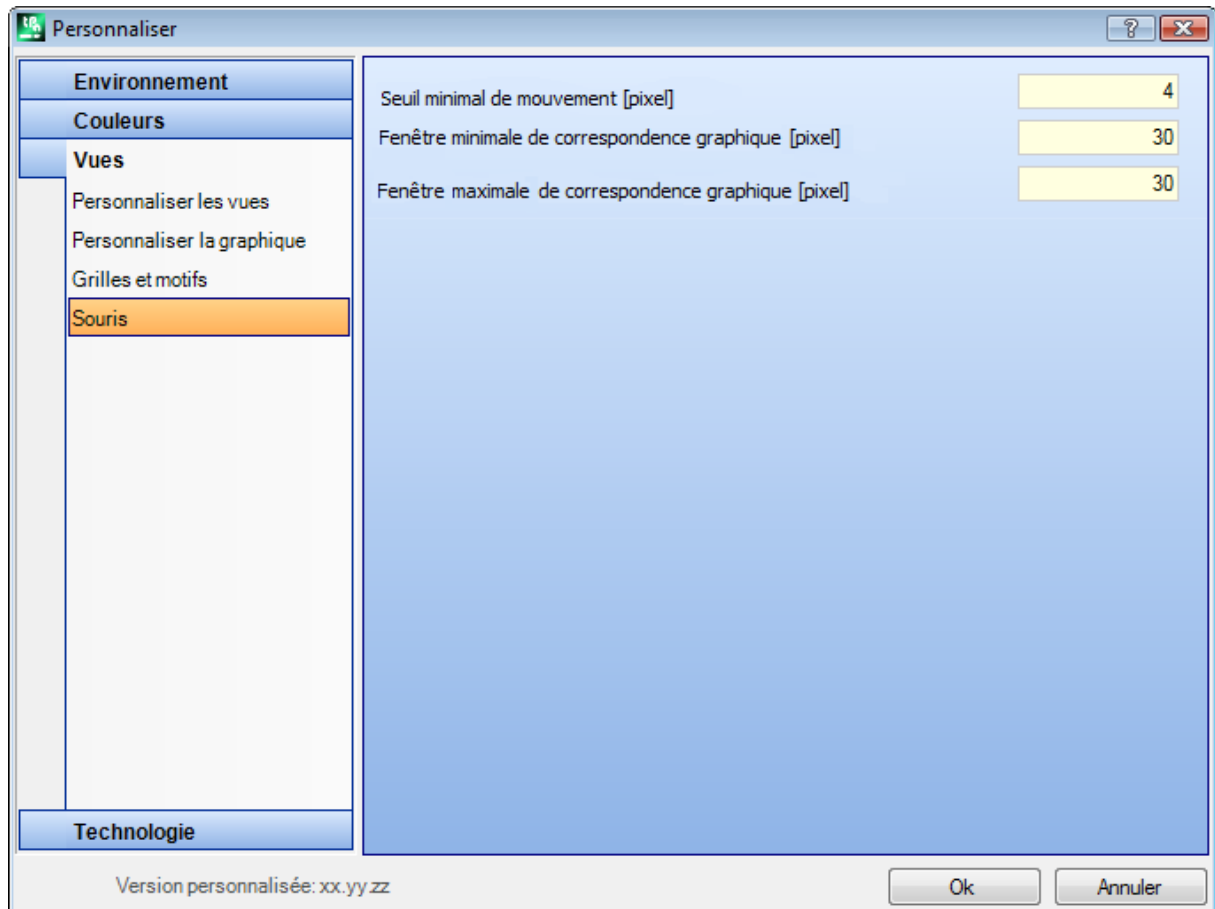 Personnaliser
Environnement
Couleurs
Vues
Personnaliser les vues
Personnaliser la graphique
Grilles et motifs
Souris
Technologie
Seuil minimal de mouvement [pixel] 4
Fenêtre minimale de correspondence graphique [pixel] 30
Fenêtre maximale de correspondence graphique [pixel] 30
Version personnalisée: xx.yy.zz
Ok
Annuler